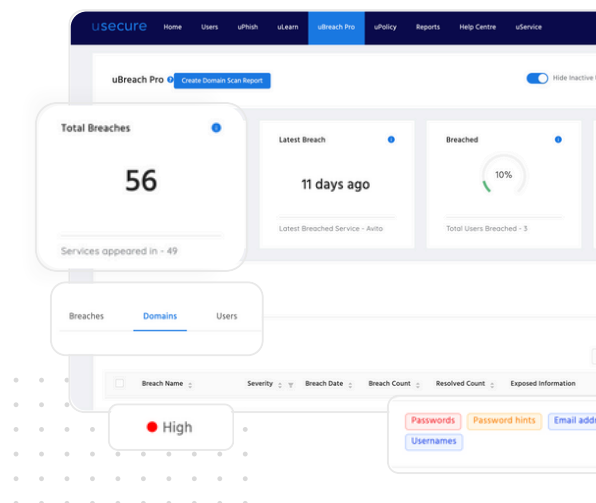 usecure Home Users uPhish uLearn uBreach Pro uPolicy Reports Help Centre uService
uBreach Pro Create Domain Scan Report Hide Inactive
Total Breaches
56
Services appeared in - 49
Latest Breach
11 days ago
Latest Breached Service - Avito
Breached
10%
Total Users Breached - 3
Breaches Domains Users
Breach Name Severity Breach Date Breach Count Resolved Count Exposed Information
High
Passwords Password hints Email addr
Usernames